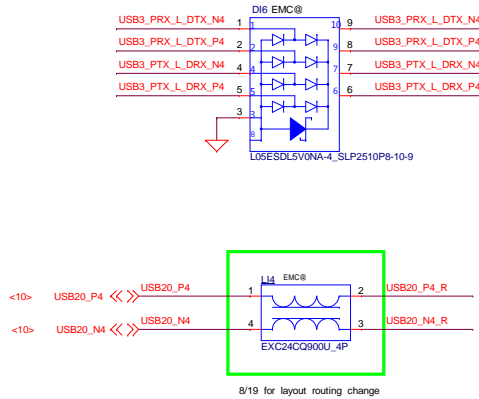 DI6 EMC@
USB3_PRX_L_DTX_N4 1 1 10 9 USB3_PRX_L_DTX_N4
USB3_PRX_L_DTX_P4 2 2 9 8 USB3_PRX_L_DTX_P4
USB3_PTX_L_DRX_N4 4 4 7 7 USB3_PTX_L_DRX_N4
USB3_PTX_L_DRX_P4 5 5 6 6 USB3_PTX_L_DRX_P4
3 3
8
L05ESDL5V0NA-4_SLP2510P8-10-9
LI4 EMC@
<10> USB20_P4 USB20_P4 1 2 USB20_P4_R
<10> USB20_N4 USB20_N4 4 3 USB20_N4_R
EXC24CQ900U_4P
8/19 for layout routing change